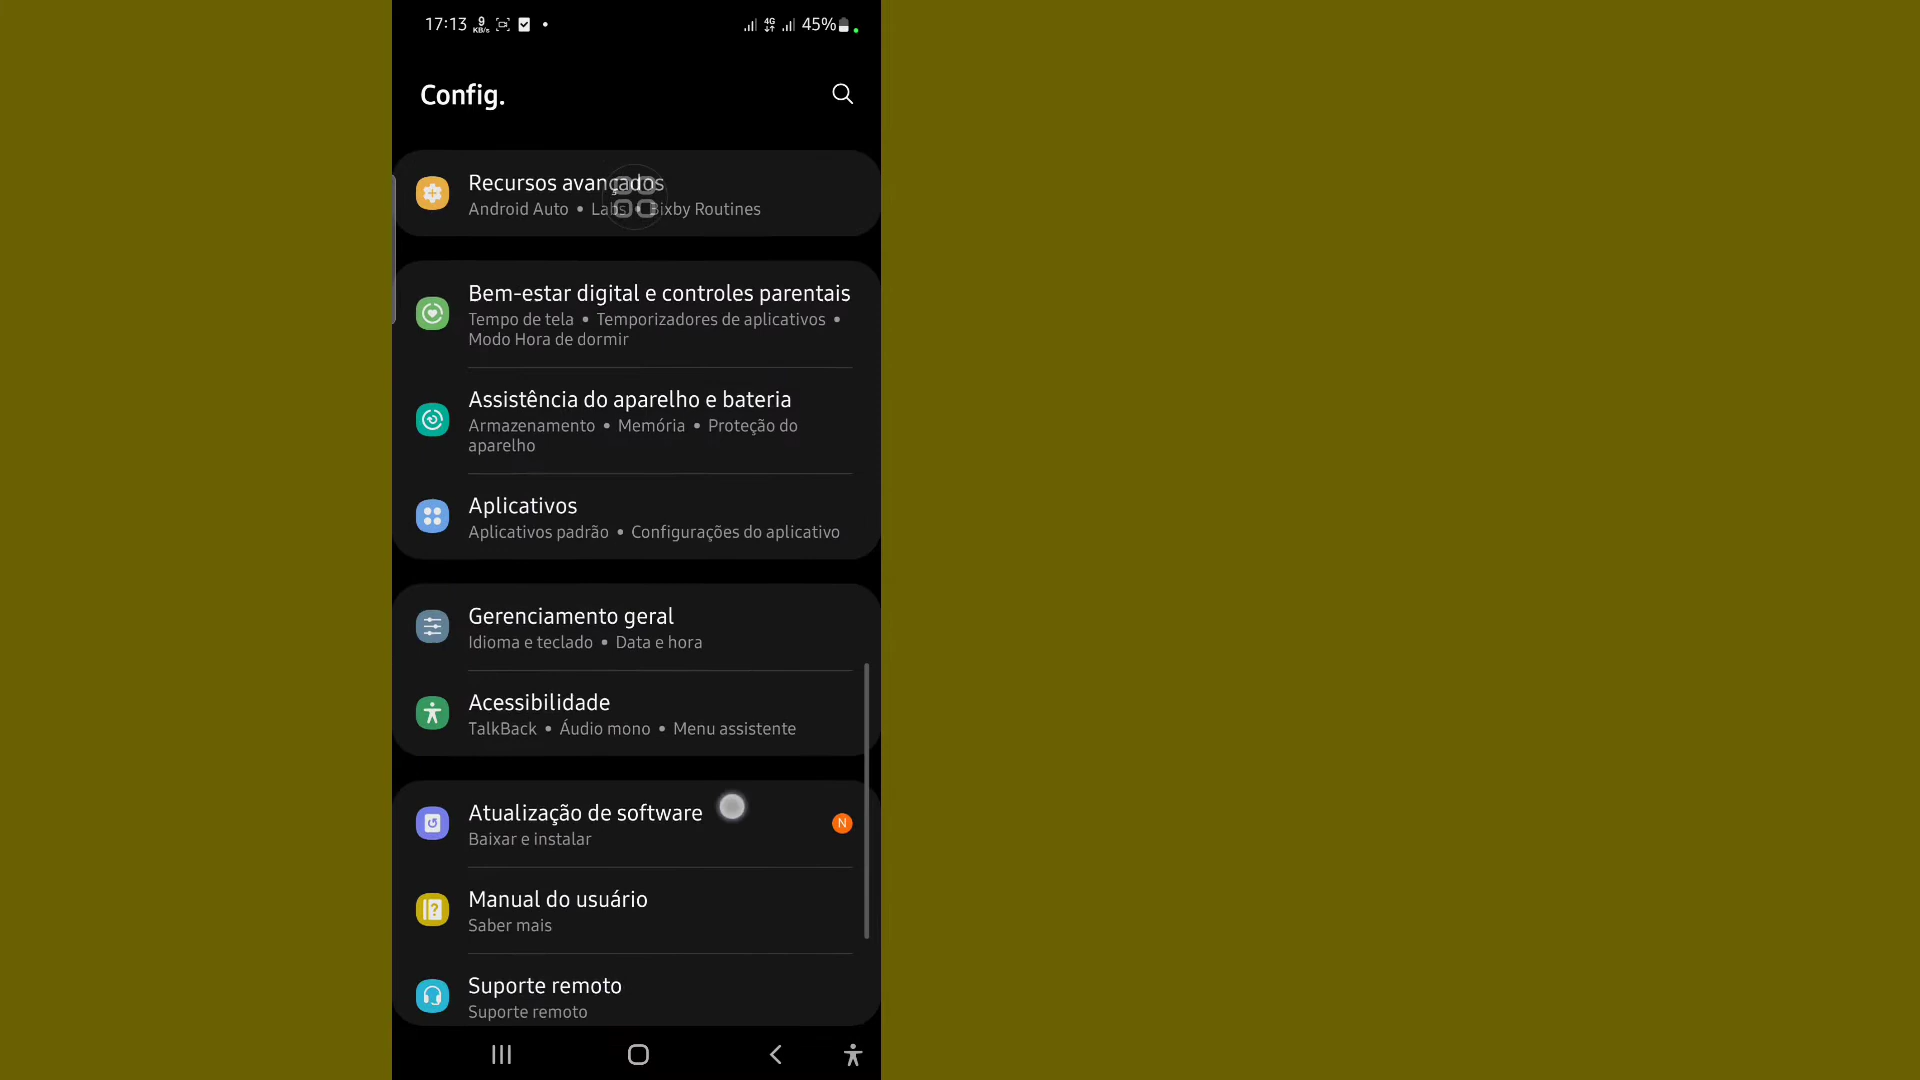 17:13 9 KB/s 4G 45%
Config.
Recursos avançados
Android Auto • Labs • Bixby Routines
Bem-estar digital e controles parentais
Tempo de tela • Temporizadores de aplicativos •
Modo Hora de dormir
Assistência do aparelho e bateria
Armazenamento • Memória • Proteção do
aparelho
Aplicativos
Aplicativos padrão • Configurações do aplicativo
Gerenciamento geral
Idioma e teclado • Data e hora
Acessibilidade
TalkBack • Áudio mono • Menu assistente
Atualização de software
N
Baixar e instalar
Manual do usuário
Saber mais
Suporte remoto
Suporte remoto